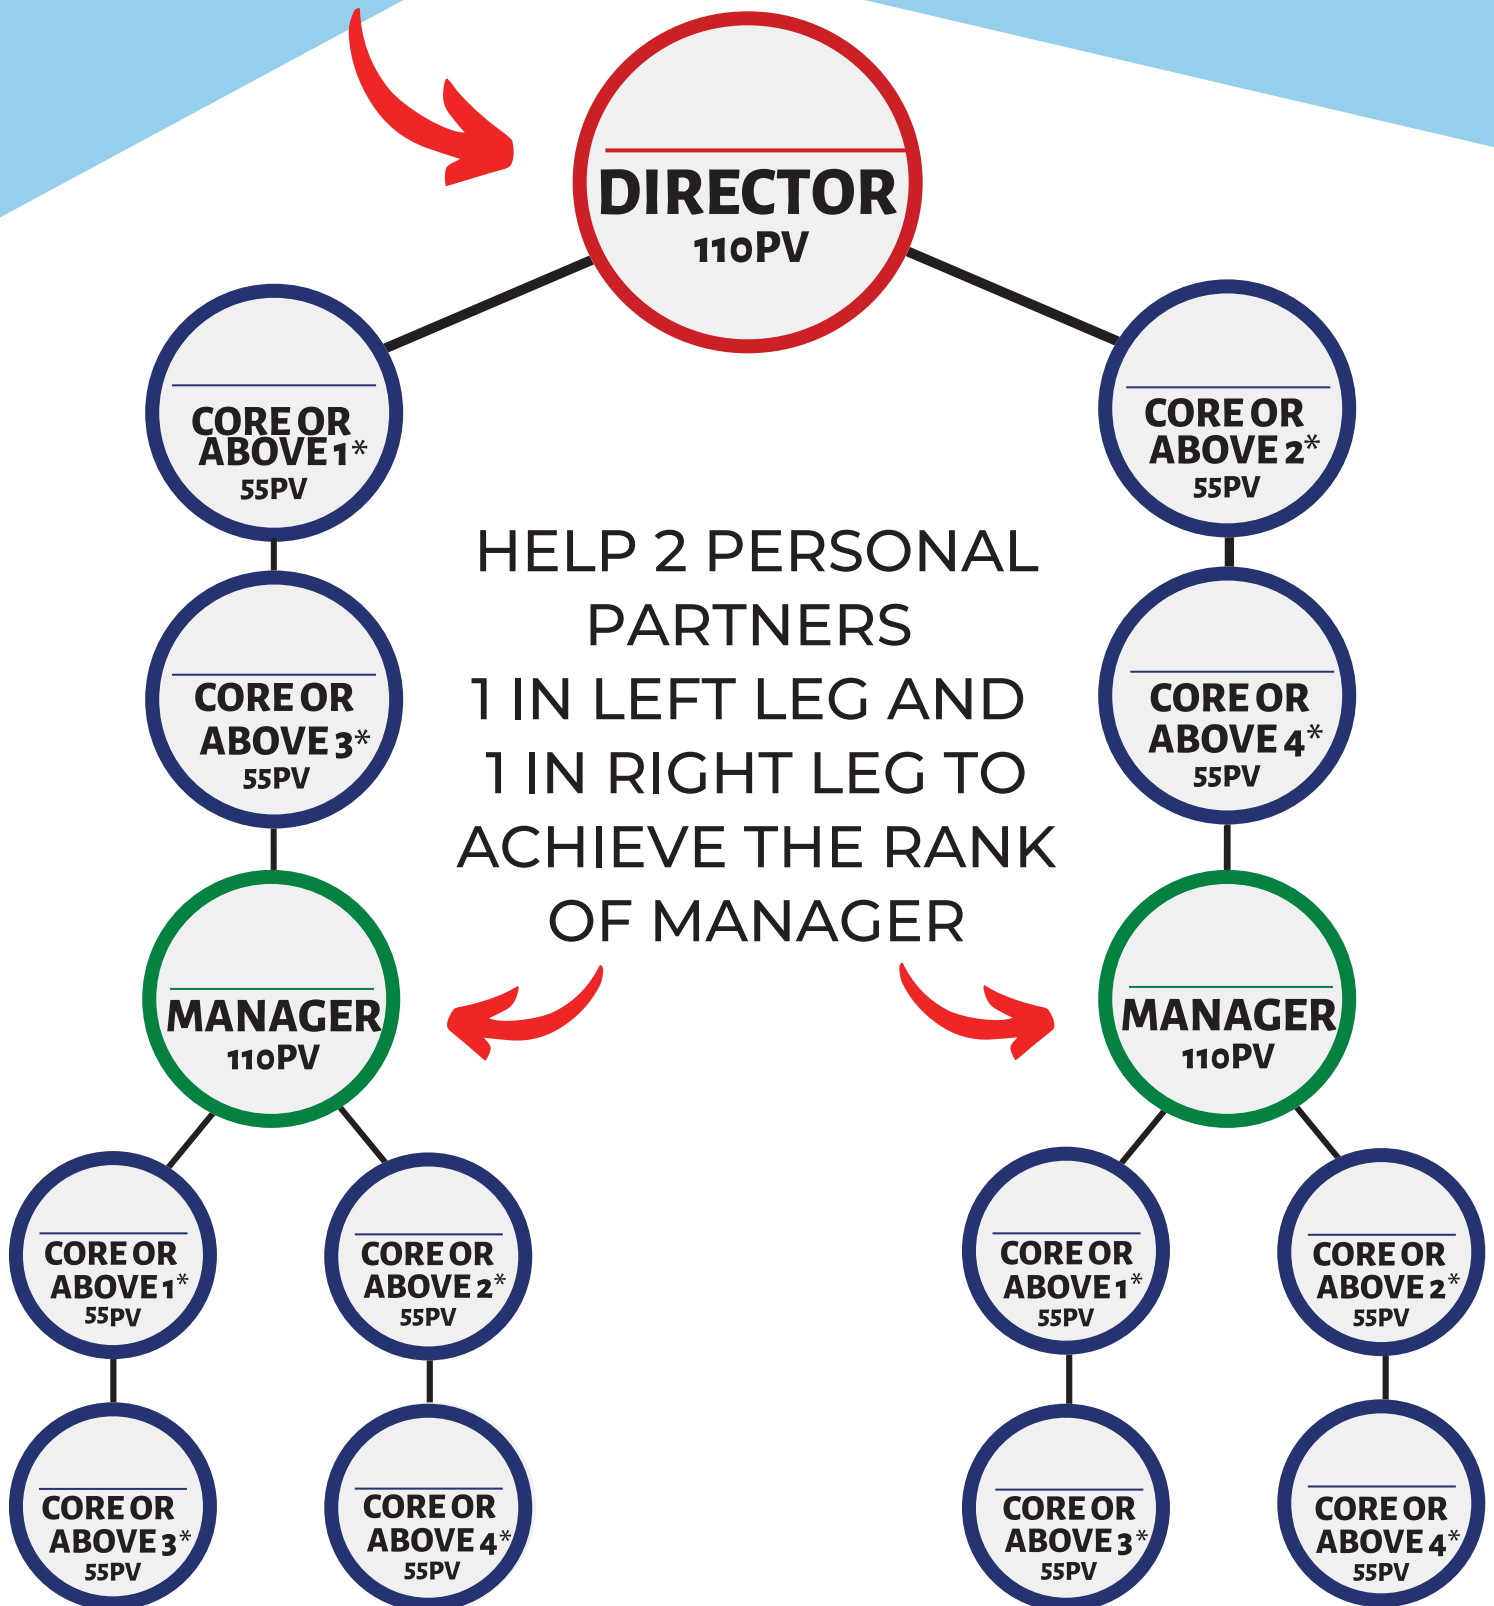 DIRECTOR
110PV
CORE OR
ABOVE 1*
55PV
CORE OR
ABOVE 2*
55PV
HELP 2 PERSONAL
PARTNERS
1 IN LEFT LEG AND
1 IN RIGHT LEG TO
ACHIEVE THE RANK
OF MANAGER
CORE OR
ABOVE 3*
55PV
CORE OR
ABOVE 4*
55PV
MANAGER
110PV
MANAGER
110PV
CORE OR
ABOVE 1*
55PV
CORE OR
ABOVE 2*
55PV
CORE OR
ABOVE 1*
55PV
CORE OR
ABOVE 2*
55PV
CORE OR
ABOVE 3*
55PV
CORE OR
ABOVE 4*
55PV
CORE OR
ABOVE 3*
55PV
CORE OR
ABOVE 4*
55PV